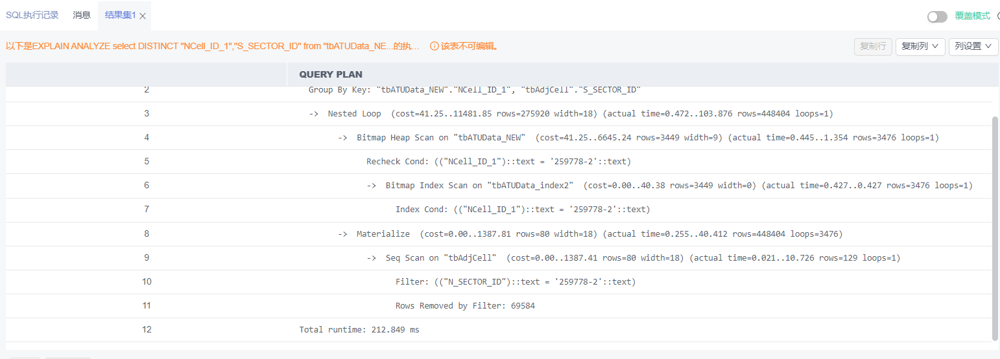 SQL执行记录 消息 结果集1 覆盖模式
以下是EXPLAIN ANALYZE select DISTINCT "NCell_ID_1","S_SECTOR_ID" from "tbATUData_NE...的执... 该表不可编辑。 复制行 复制列 列设置
QUERY PLAN
2 Group By Key: "tbATUData_NEW"."NCell_ID_1", "tbAdjCell"."S_SECTOR_ID"
3 -> Nested Loop (cost=41.25..11481.85 rows=275920 width=18) (actual time=0.472..103.876 rows=448404 loops=1)
4 -> Bitmap Heap Scan on "tbATUData_NEW" (cost=41.25..6645.24 rows=3449 width=9) (actual time=0.445..1.354 rows=3476 loops=1)
5 Recheck Cond: (("NCell_ID_1")::text = '259778-2'::text)
6 -> Bitmap Index Scan on "tbATUData_index2" (cost=0.00..40.38 rows=3449 width=0) (actual time=0.427..0.427 rows=3476 loops=1)
7 Index Cond: (("NCell_ID_1")::text = '259778-2'::text)
8 -> Materialize (cost=0.00..1387.81 rows=80 width=18) (actual time=0.255..40.412 rows=448404 loops=3476)
9 -> Seq Scan on "tbAdjCell" (cost=0.00..1387.41 rows=80 width=18) (actual time=0.021..10.726 rows=129 loops=1)
10 Filter: (("N_SECTOR_ID")::text = '259778-2'::text)
11 Rows Removed by Filter: 69584
12 Total runtime: 212.849 ms